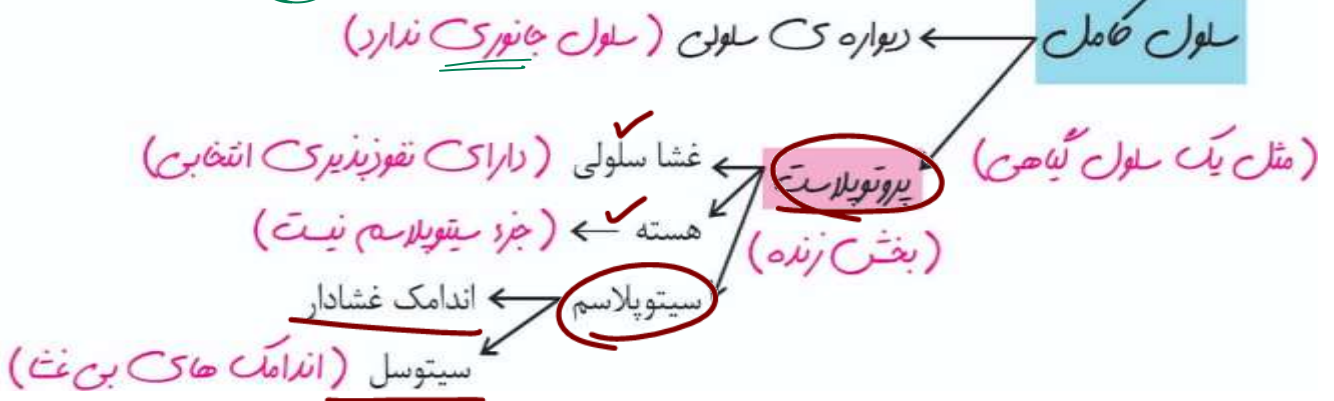 سلول کامل ← دیواره ی سلولی (سلول جانوری ندارد)
(مثل یک سلول گیاهی) پروتوپلاست ← غشا سلولی (دارای نفوذپذیری انتخابی)
(بخش زنده) هسته ← (جزء سیتوپلاسم نیست)
سیتوپلاسم ← اندامک غشادار
سیتوسل (اندامک های بی غشا)